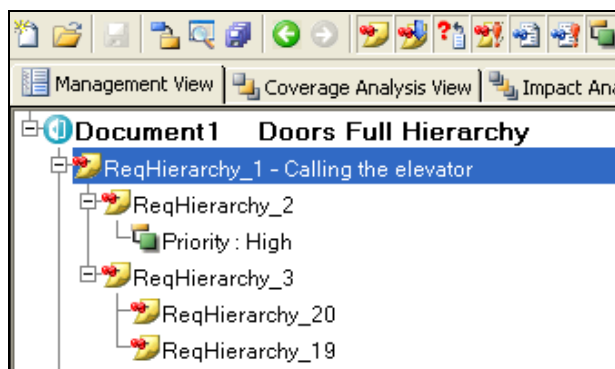 Management View Coverage Analysis View Impact Ana
Document1 Doors Full Hierarchy
ReqHierarchy_1 - Calling the elevator
ReqHierarchy_2
Priority : High
ReqHierarchy_3
ReqHierarchy_20
ReqHierarchy_19